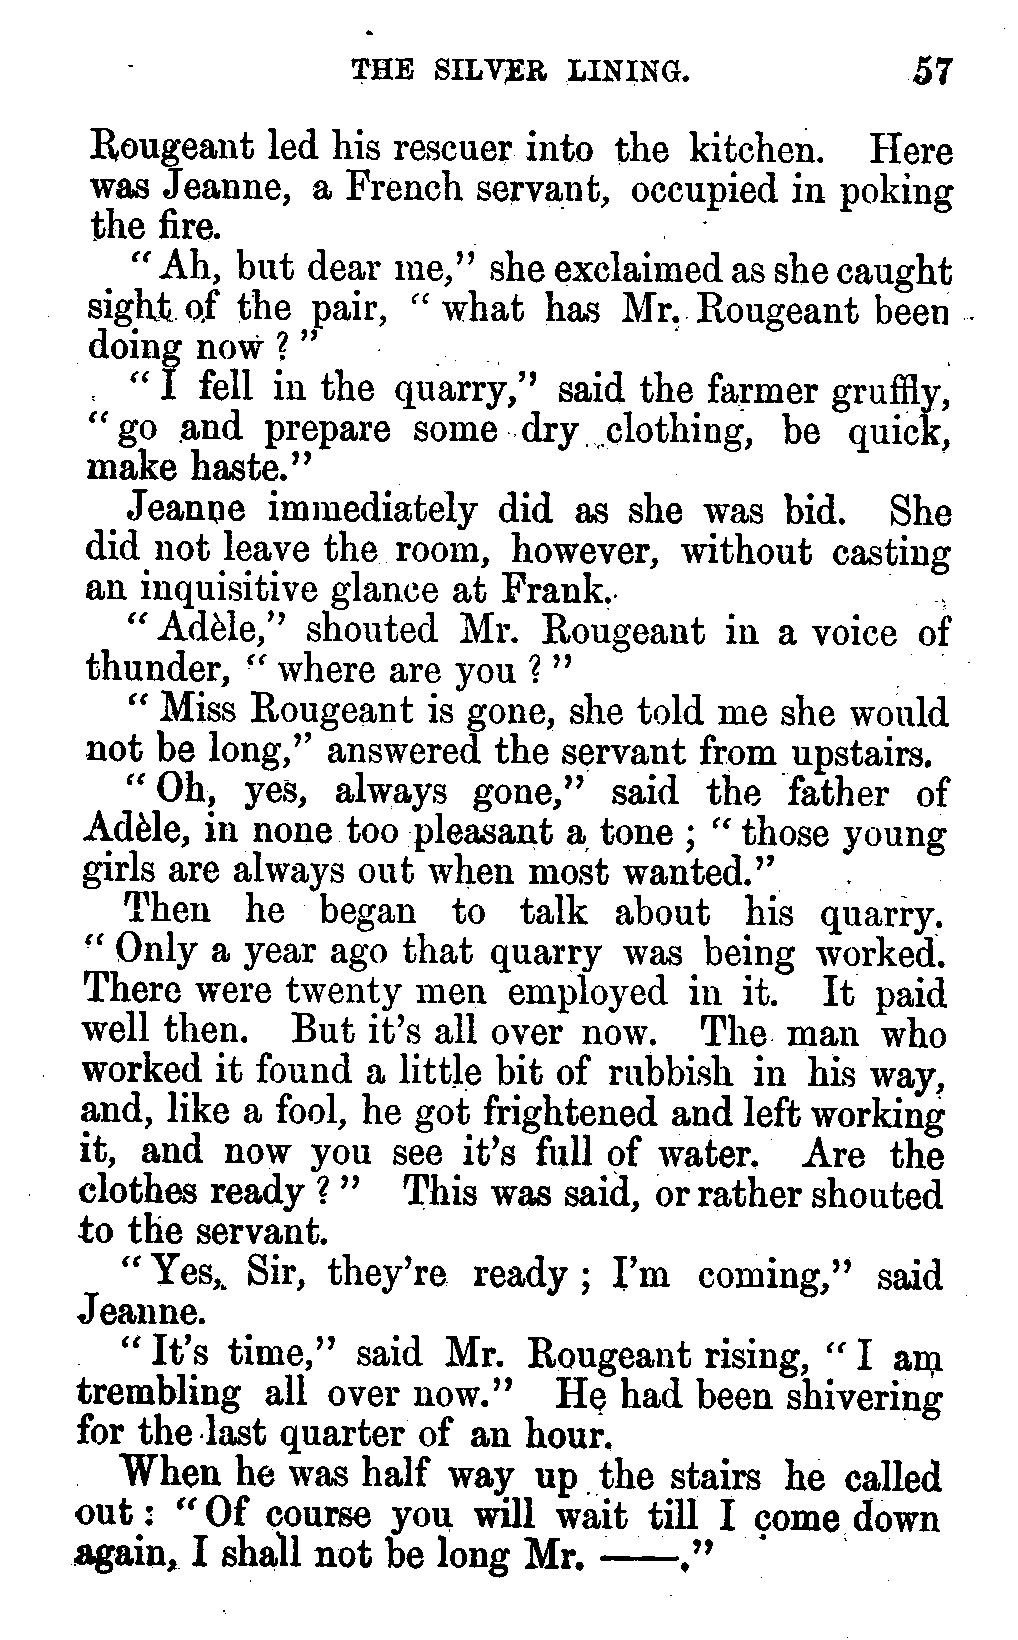 THE SILVER LINING. 57
Rougeant led his rescuer into the kitchen. Here
was Jeanne, a French servant, occupied in poking
the fire.
"Ah, but dear me," she exclaimed as she caught
sight of the pair, "what has Mr. Rougeant been
doing now?"
"I fell in the quarry," said the farmer gruffly,
"go and prepare some dry clothing, be quick,
make haste."
Jeanne immediately did as she was bid. She
did not leave the room, however, without casting
an inquisitive glance at Frank.
"Adèle," shouted Mr. Rougeant in a voice of
thunder, "where are you?"
"Miss Rougeant is gone, she told me she would
not be long," answered the servant from upstairs.
"Oh, yes, always gone," said the father of
Adèle, in none too pleasant a tone; "those young
girls are always out when most wanted."
Then he began to talk about his quarry.
"Only a year ago that quarry was being worked.
There were twenty men employed in it. It paid
well then. But it's all over now. The man who
worked it found a little bit of rubbish in his way,
and, like a fool, he got frightened and left working
it, and now you see it's full of water. Are the
clothes ready?" This was said, or rather shouted
to the servant.
"Yes, Sir, they're ready; I'm coming," said
Jeanne.
"It's time," said Mr. Rougeant rising, "I am
trembling all over now." He had been shivering
for the last quarter of an hour.
When he was half way up the stairs he called
out: "Of course you will wait till I come down
again, I shall not be long Mr. ——."